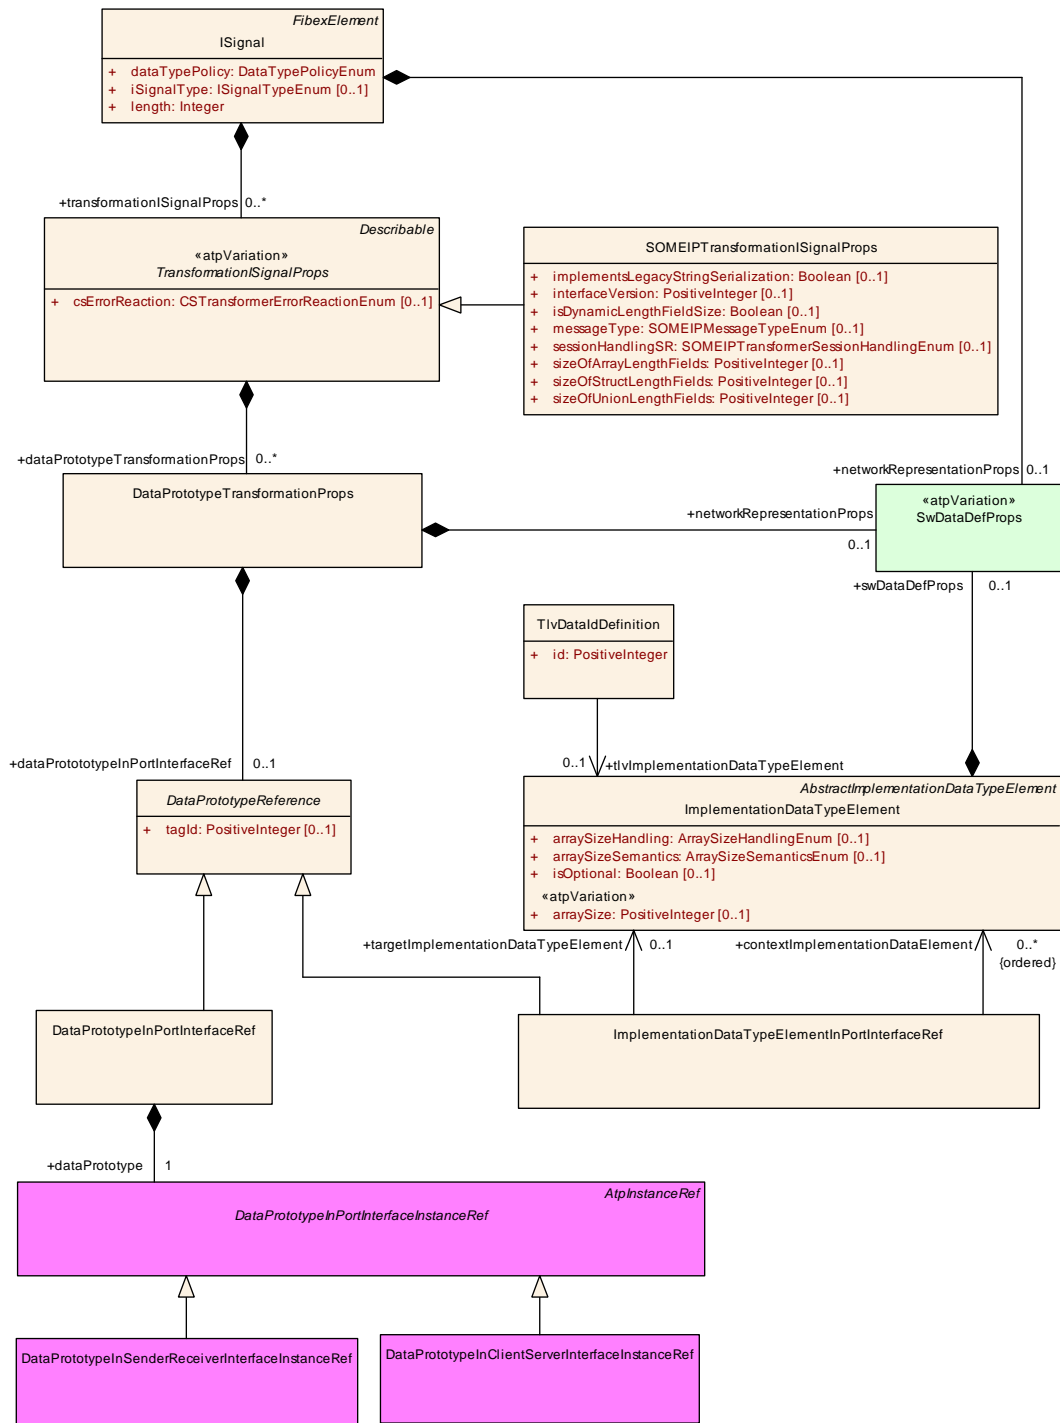 FibexElement
ISignal
+ dataTypePolicy: DataTypePolicyEnum
+ iSignalType: ISignalTypeEnum [0..1]
+ length: Integer
+transformationISignalProps 0..*
Describable
«atpVariation»
TransformationISignalProps
+ csErrorReaction: CSTransformerErrorReactionEnum [0..1]
SOMEIPTransformationISignalProps
+ implementsLegacyStringSerialization: Boolean [0..1]
+ interfaceVersion: PositiveInteger [0..1]
+ isDynamicLengthFieldSize: Boolean [0..1]
+ messageType: SOMEIPMessageTypeEnum [0..1]
+ sessionHandlingSR: SOMEIPTransformerSessionHandlingEnum [0..1]
+ sizeOfArrayLengthFields: PositiveInteger [0..1]
+ sizeOfStructLengthFields: PositiveInteger [0..1]
+ sizeOfUnionLengthFields: PositiveInteger [0..1]
+dataPrototypeTransformationProps 0..*
DataPrototypeTransformationProps
+networkRepresentationProps 0..1
+networkRepresentationProps
0..1
«atpVariation»
SwDataDefProps
+swDataDefProps 0..1
TlvDataIdDefinition
+ id: PositiveInteger
0..1 +tlvImplementationDataTypeElement
+dataPrototototypeInPortInterfaceRef 0..1
DataPrototypeReference
+ tagId: PositiveInteger [0..1]
AbstractImplementationDataTypeElement
ImplementationDataTypeElement
+ arraySizeHandling: ArraySizeHandlingEnum [0..1]
+ arraySizeSemantics: ArraySizeSemanticsEnum [0..1]
+ isOptional: Boolean [0..1]
«atpVariation»
+ arraySize: PositiveInteger [0..1]
+targetImplementationDataTypeElement 0..1
+contextImplementationDataElement 0..*
{ordered}
DataPrototypeInPortInterfaceRef
ImplementationDataTypeElementInPortInterfaceRef
+dataPrototype 1
AtpInstanceRef
DataPrototypeInPortInterfaceInstanceRef
DataPrototypeInSenderReceiverInterfaceInstanceRef
DataPrototypeInClientServerInterfaceInstanceRef